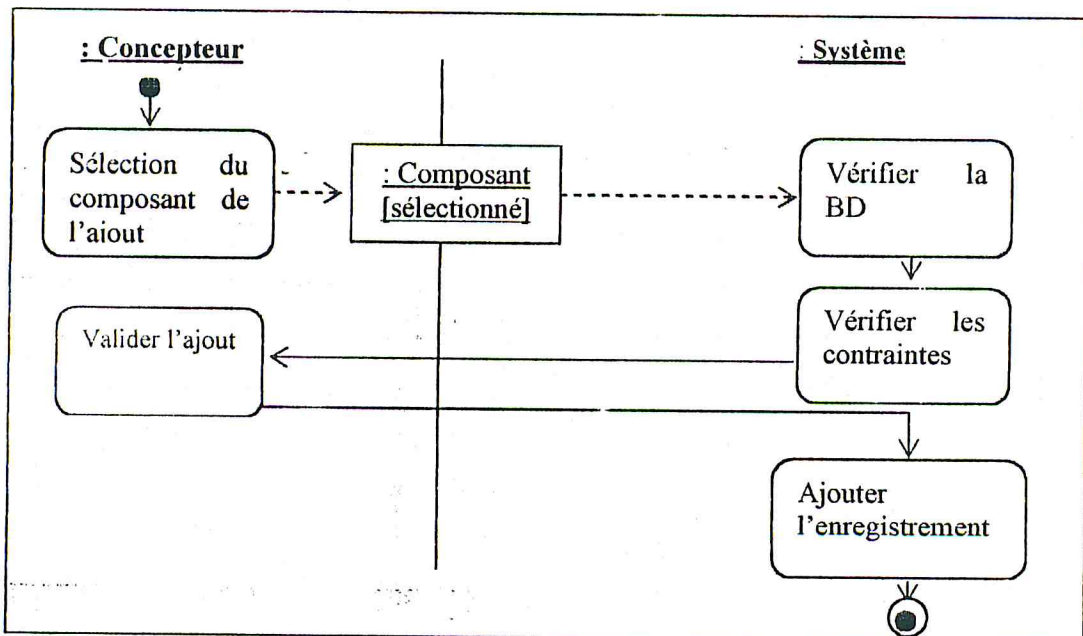 : Concepteur
: Système
Sélection du
composant de
l'aiout
: Composant
[sélectionné]
Vérifier la
BD
Valider l'ajout
Vérifier les
contraintes
Ajouter
l'enregistrement